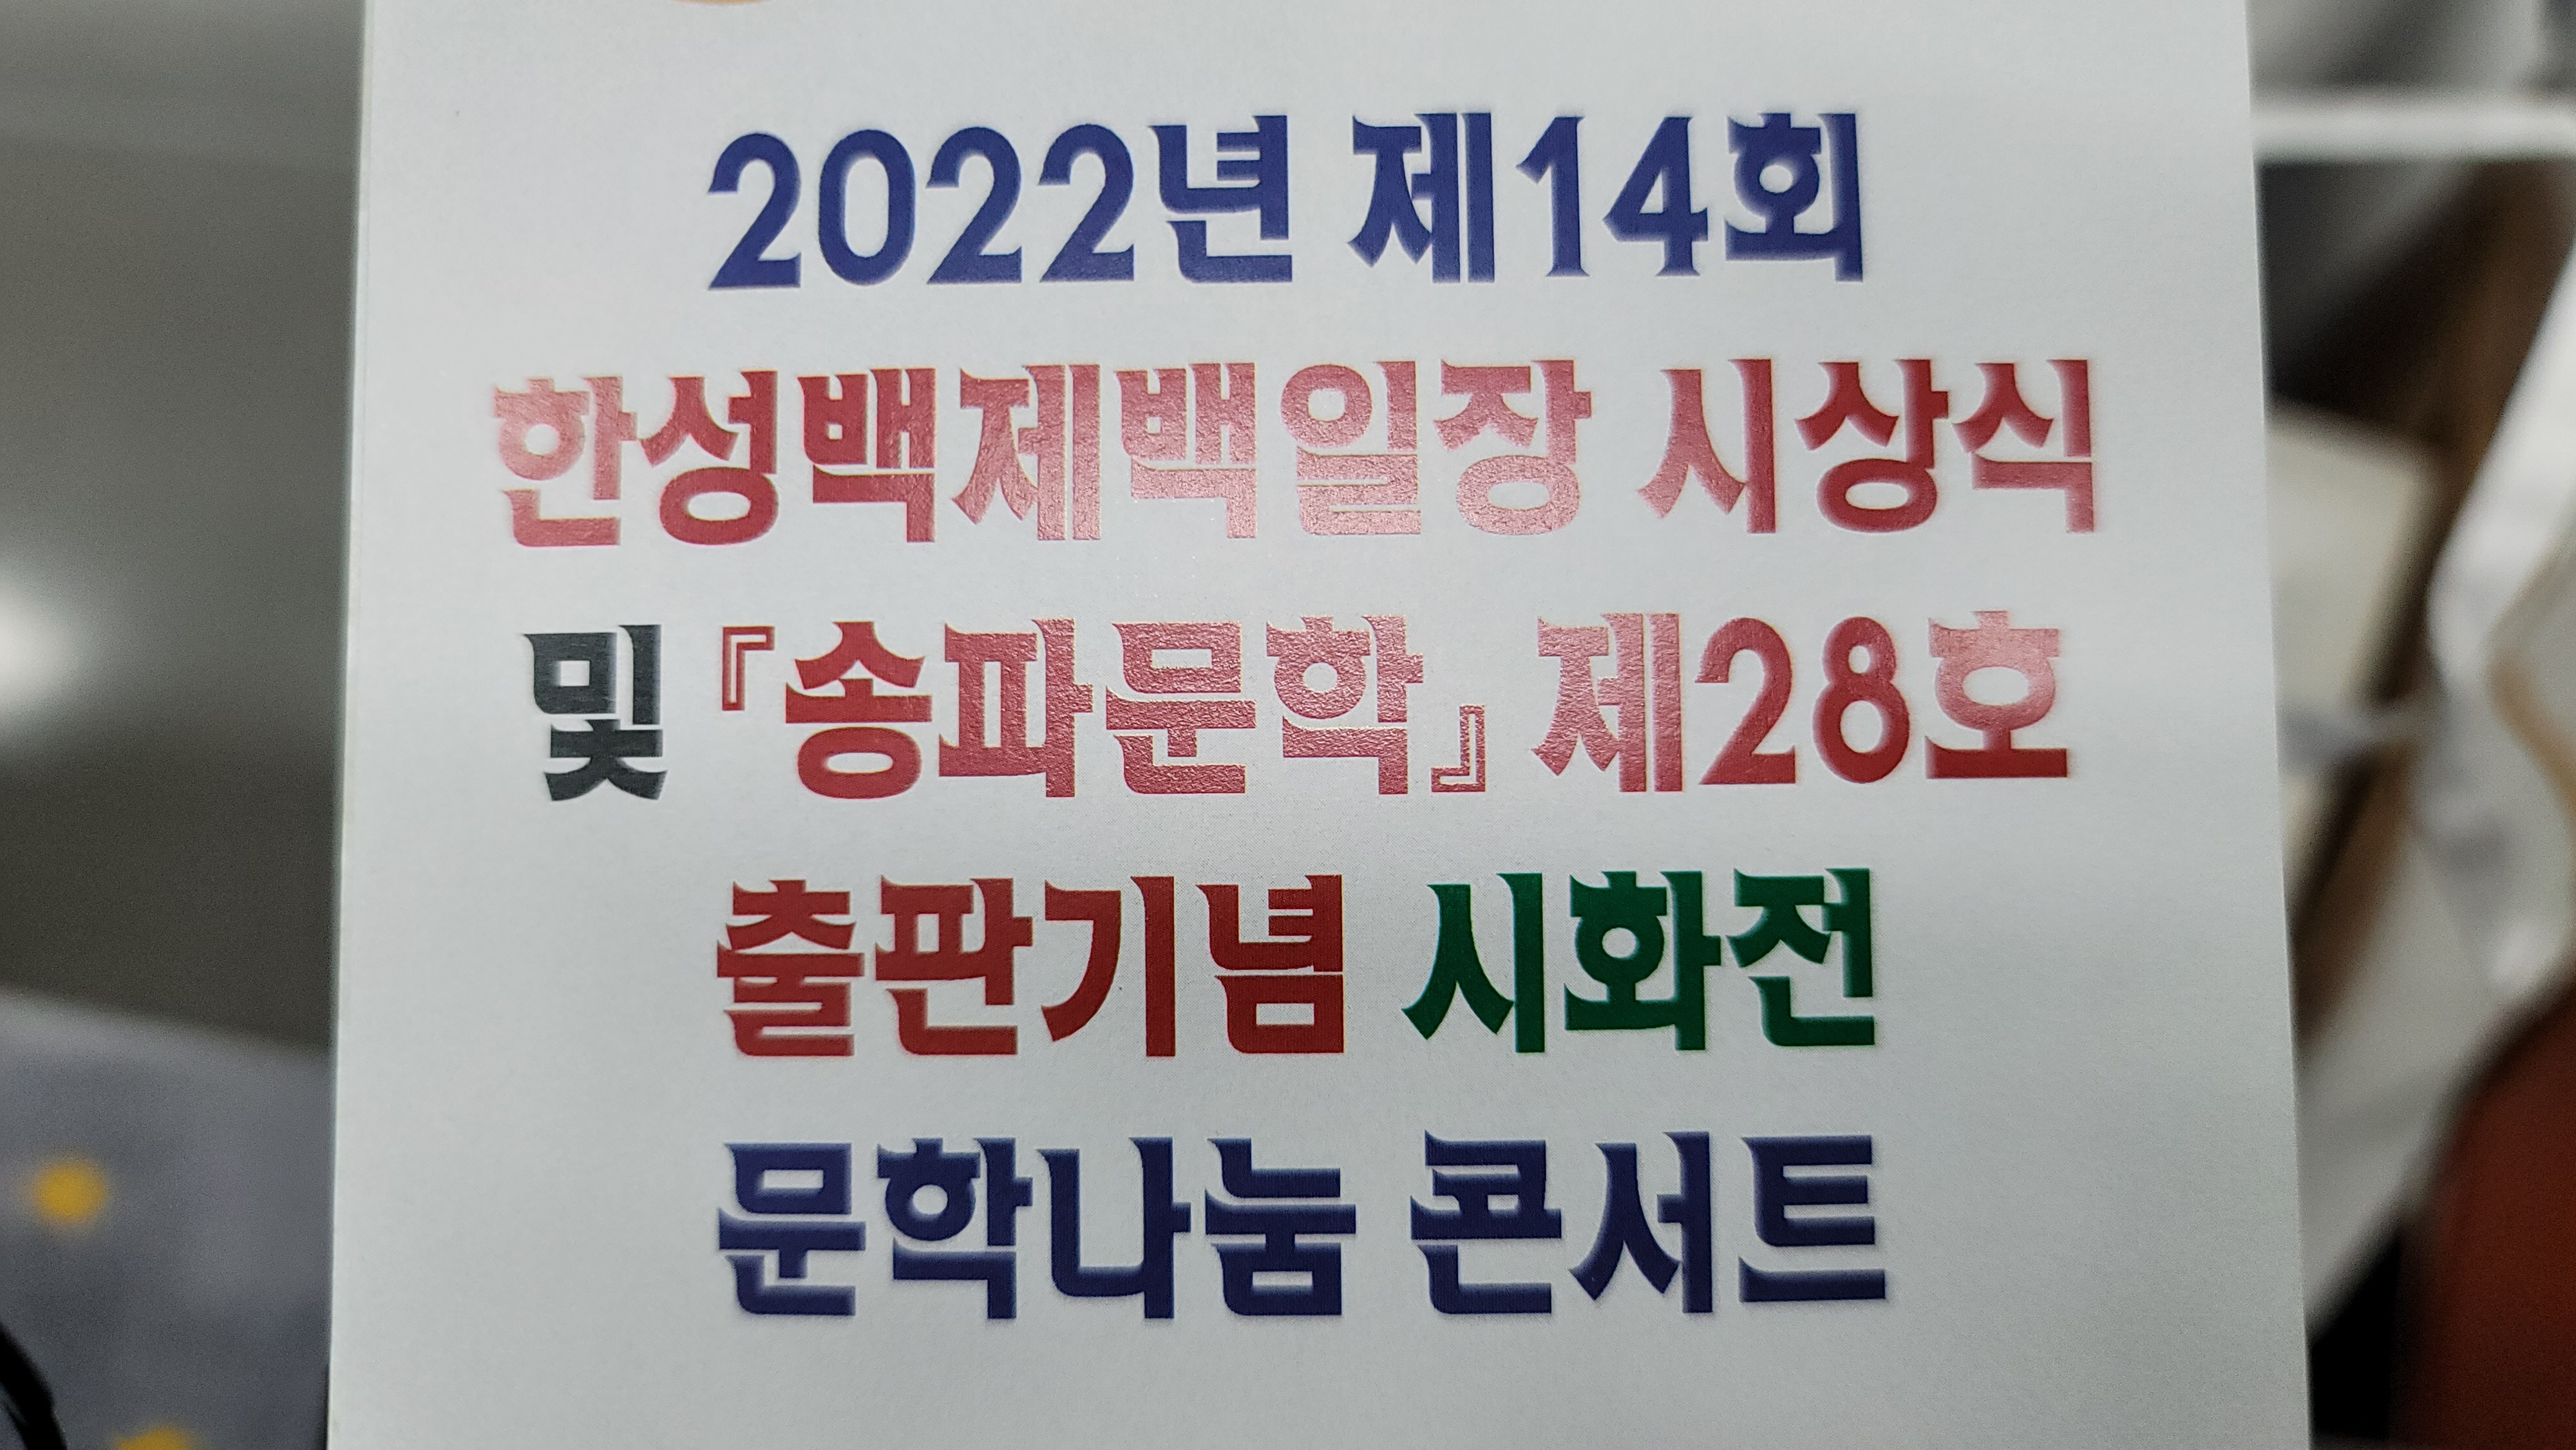 2022년 제14회
한성백제백일장 시상식
및 『송파문학』 제28호
출판기념 시화전
문학나눔 콘서트